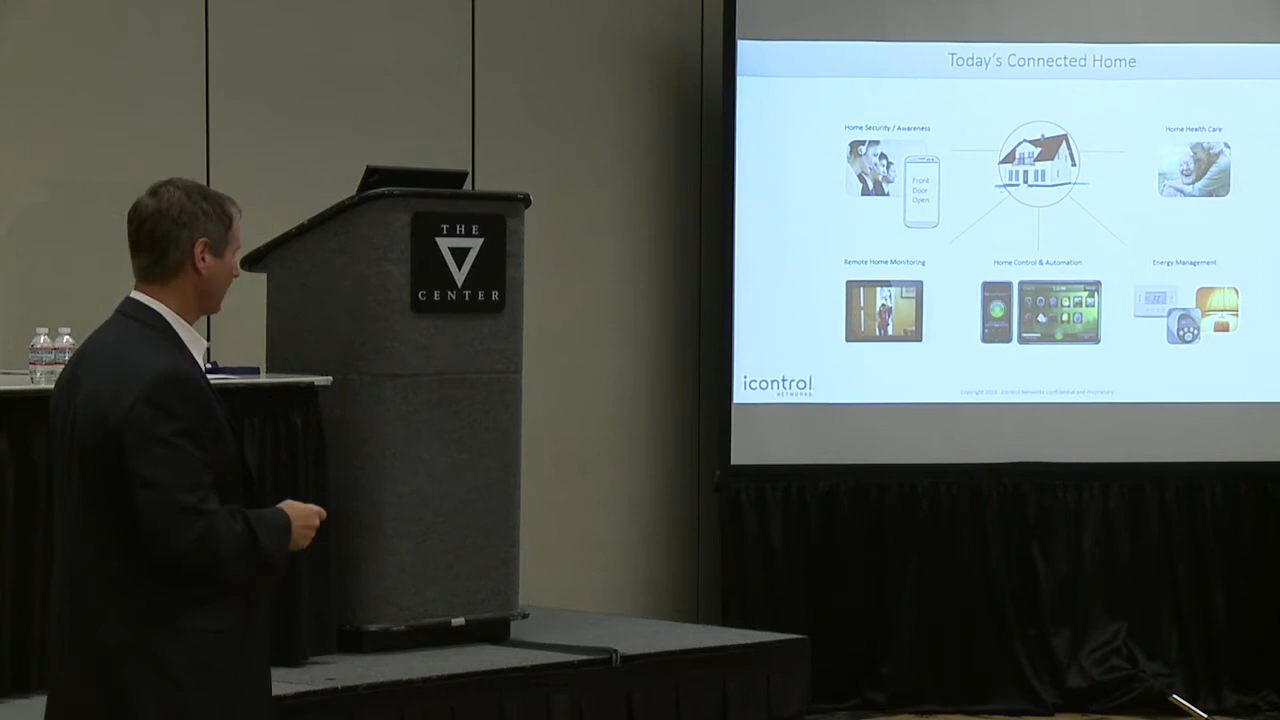 THE
CENTER
Today's Connected Home
Home Security / Awareness
Home Health Care
Front
Door
Open
Remote Home Monitoring
Home Control & Automation
Energy Management
icontrol
NETWORKS